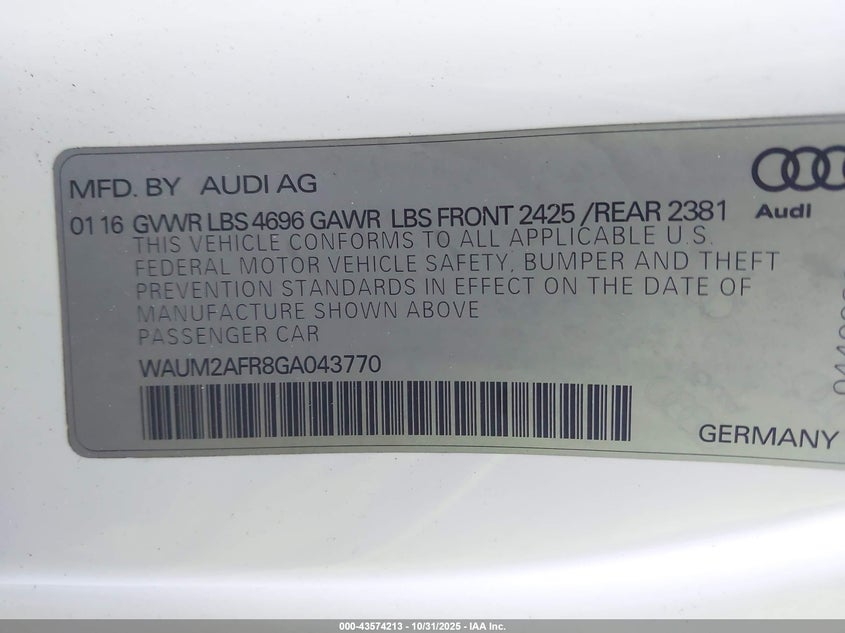 MFD. BY AUDI AG
01 16 GVWR LBS 4696 GAWR LBS FRONT 2425 /REAR 2381
Audi
THIS VEHICLE CONFORMS TO ALL APPLICABLE U.S.
FEDERAL MOTOR VEHICLE SAFETY, BUMPER AND THEFT
PREVENTION STANDARDS IN EFFECT ON THE DATE OF
MANUFACTURE SHOWN ABOVE
PASSENGER CAR
WAUM2AFR8GA043770
GERMANY
000-43574213 - 10/31/2025 - IAA Inc.